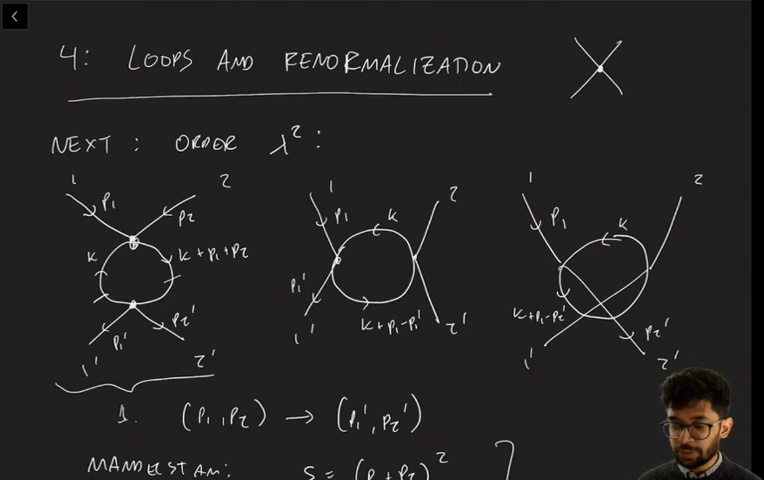 4: LOOPS AND RENORMALIZATION
NEXT: ORDER λ²:
1 2 1 2 1 2
P₁ P₂ P₁ K P₁ K
K K+P₁+P₂
P₁' K+P₁-P₁' K+P₁-P₂' P₂'
P₁' P₂'
1' 2' 1' 2' 1' 2'
1. (P₁,P₂) → (P₁',P₂')
MANDELSTAM: S = (P₁+P₂)²